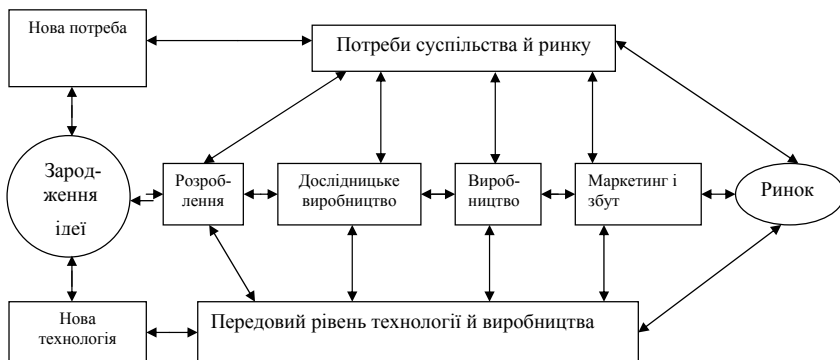 Нова потреба
Потреби суспільства й ринку
Зарод-
ження
ідеї
Розроб-
лення
Дослідницьке
виробництво
Вироб-
ництво
Маркетинг і
збут
Ринок
Нова
технологія
Передовий рівень технології й виробництва